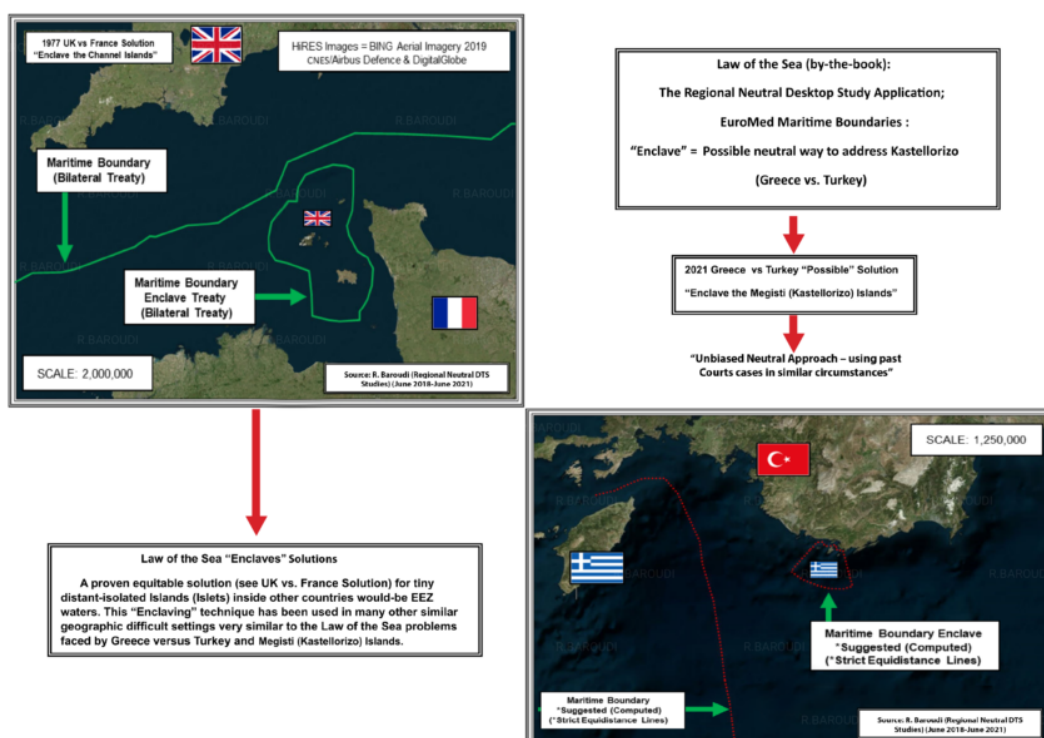 1977 UK vs France Solution
"Enclave the Channel Islands"
HiRES Images = BING Aerial Imagery 2019
CNES/Airbus Defence & DigitalGlobe
R.BAROUDI
R.BAROUDI
R.BAROUDI
Maritime Boundary
(Bilateral Treaty)
Maritime Boundary
Enclave Treaty
(Bilateral Treaty)
SCALE: 2,000,000
Source: R. Baroudi (Regional Neutral DTS
Studies) (June 2018-June 2021)
Law of the Sea (by-the-book):
The Regional Neutral Desktop Study Application;
EuroMed Maritime Boundaries :
"Enclave" = Possible neutral way to address Kastellorizo
(Greece vs. Turkey)
2021 Greece vs Turkey "Possible" Solution
"Enclave the Megisti (Kastellorizo) Islands"
"Unbiased Neutral Approach – using past
Courts cases in similar circumstances"
Law of the Sea "Enclaves" Solutions
A proven equitable solution (see UK vs. France Solution) for tiny
distant-isolated Islands (Islets) inside other countries would-be EEZ
waters. This "Enclaving" technique has been used in many other similar
geographic difficult settings very similar to the Law of the Sea problems
faced by Greece versus Turkey and Megisti (Kastellorizo) Islands.
SCALE: 1,250,000
R.BAROUDI
R.BAROUDI
R.BAROUDI
Maritime Boundary Enclave
*Suggested (Computed)
(*Strict Equidistance Lines)
Maritime Boundary
*Suggested (Computed)
(*Strict Equidistance Lines)
Source: R. Baroudi (Regional Neutral DTS
Studies) (June 2018-June 2021)